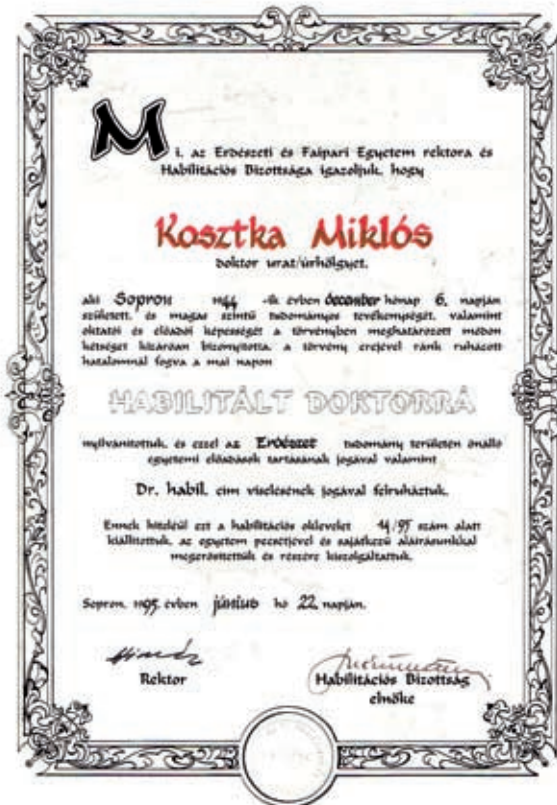 Mi, az Erdészeti és Faipari Egyetem rektora és
Habilitációs Bizottsága igazoljuk, hogy
Kosztka Miklós
doktor urat/úrhölgyet,
aki Sopron 1944 -ik évben december hónap 6. napján
született, és magas szintű tudományos tevékenységét, valamint
oktatói és előadói képességét a törvényben meghatározott módon
kétséget kizáróan bizonyította, a törvény erejével ránk ruházott
hatalomnál fogva a mai napon
HABILITÁLT DOKTORRÁ
nyilvánítottuk, és ezzel az Erdészet tudomány területén önálló
egyetemi előadások tartásának jogával valamint
Dr. habil. cím viselésének jogával felruháztuk.
Ennek hitéül ezt a habilitációs oklevelet 14/95 szám alatt
kiállítottuk, az egyetem pecsétjével és sajátkezű aláírásunkkal
megerősítettük és részére kiszolgáltattuk.
Sopron, 1995. évben június hó 22. napján.
Rektor
Habilitációs Bizottság
elnöke